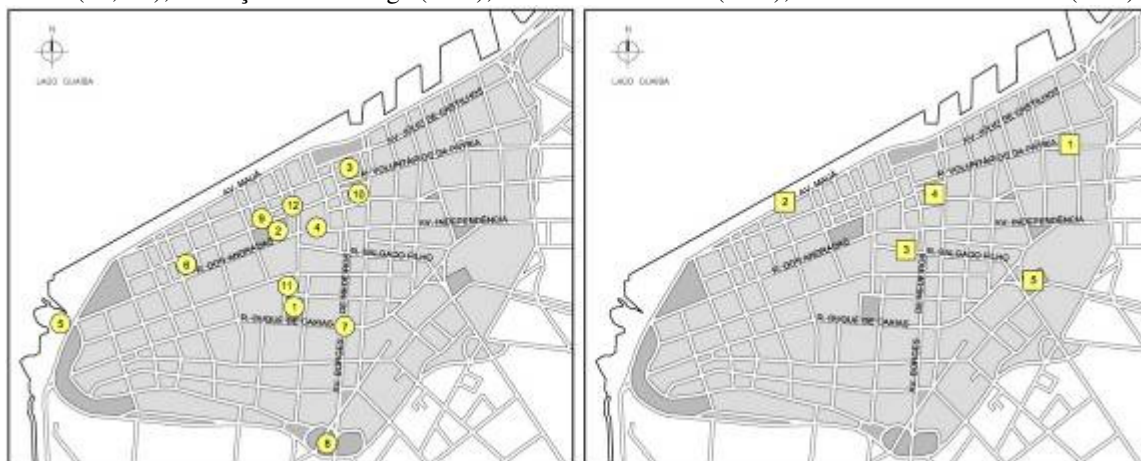 N
LAGO GUAÍBA
AV. MAUÁ
AV. JÚLIO DE CASTILHOS
R. VOLUNTÁRIOS DA PÁTRIA
AV. INDEPENDÊNCIA
R. DOS ANDRADAS
R. SALGADO FILHO
R. DUQUE DE CAXIAS
AV. BORGES DE MEDEIROS
3
10
12
9
2
4
6
11
1
5
7
8
N
LAGO GUAÍBA
AV. MAUÁ
AV. JÚLIO DE CASTILHOS
R. VOLUNTÁRIOS DA PÁTRIA
AV. INDEPENDÊNCIA
R. DOS ANDRADAS
R. SALGADO FILHO
R. DUQUE DE CAXIAS
AV. BORGES DE MEDEIROS
1
2
4
3
5